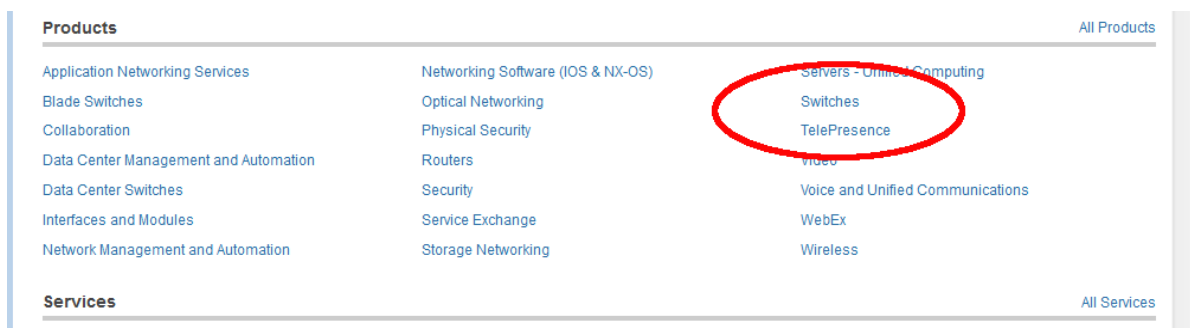 Products All Products
Application Networking Services Networking Software (IOS & NX-OS) Servers - Unified Computing
Blade Switches Optical Networking Switches
Collaboration Physical Security TelePresence
Data Center Management and Automation Routers Video
Data Center Switches Security Voice and Unified Communications
Interfaces and Modules Service Exchange WebEx
Network Management and Automation Storage Networking Wireless
Services All Services